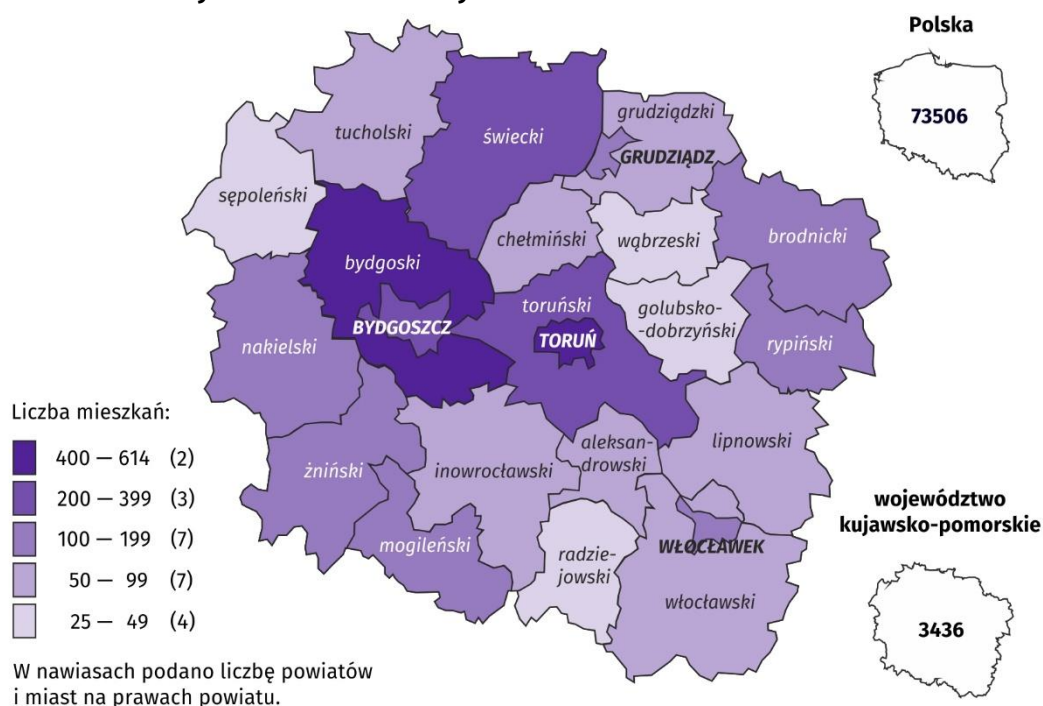 Polska
73506
tucholski
świecki
grudziądzki
GRUDZIĄDZ
sępoleński
chełmiński
wąbrzeski
brodnicki
bydgoski
toruński
golubsko-
-dobrzyński
BYDGOSZCZ
TORUŃ
nakielski
rypiński
Liczba mieszkań:
400 — 614 (2)
200 — 399 (3)
100 — 199 (7)
50 — 99 (7)
25 — 49 (4)
żniński
inowrocławski
aleksan-
drowski
lipnowski
mogileński
radzie-
jowski
WŁOCŁAWEK
włocławski
województwo
kujawsko-pomorskie
3436
W nawiasach podano liczbę powiatów
i miast na prawach powiatu.